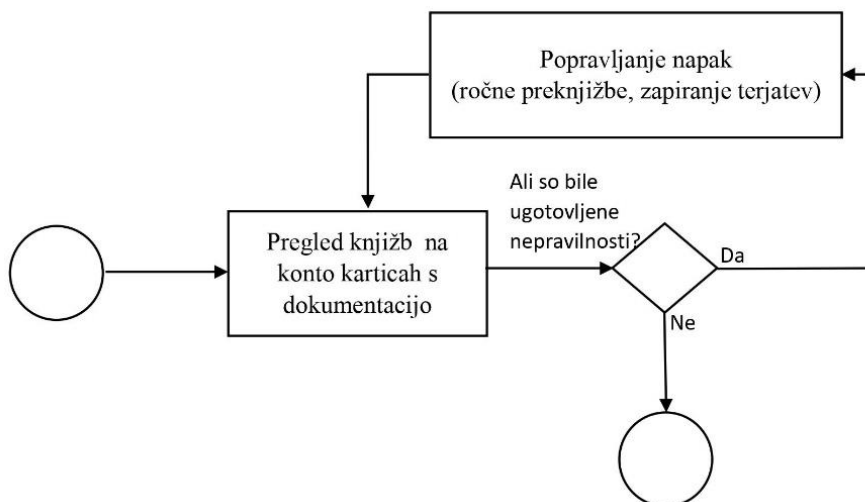 Popravljanje napak
(ročne preknjižbe, zapiranje terjatev)
Ali so bile
ugotovljene
nepravilnosti?
Pregled knjižb na
konto karticah s
dokumentacijo
Da
Ne